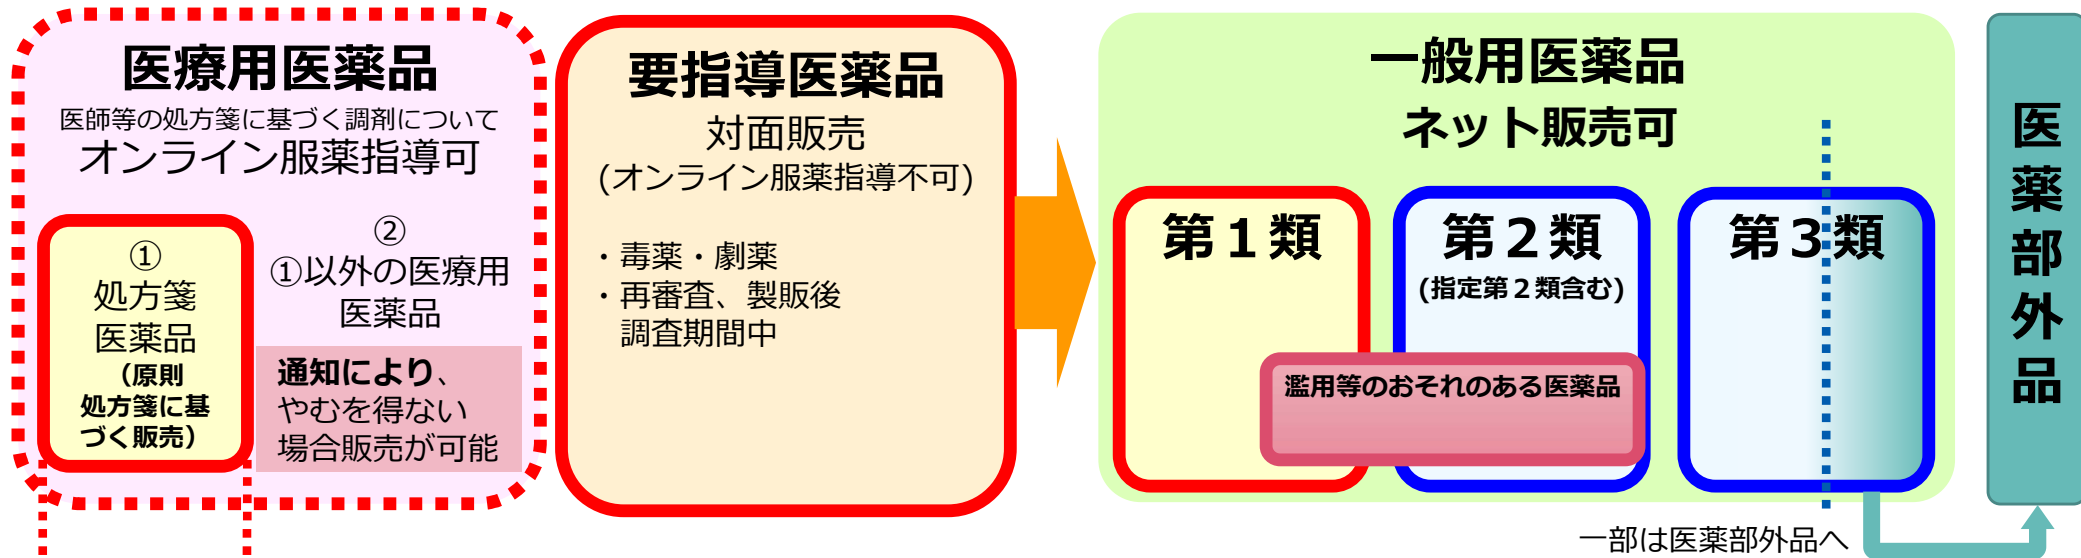 医療用医薬品
医師等の処方箋に基づく調剤について
オンライン服薬指導可
①
処方箋
医薬品
（原則
処方箋に基
づく販売）
②
①以外の医療用
医薬品
通知により、
やむを得ない
場合販売が可能
要指導医薬品
対面販売
(オンライン服薬指導不可)
・毒薬・劇薬
・再審査、製販後
調査期間中
一般用医薬品
ネット販売可
第１類
第２類
(指定第２類含む)
第３類
濫用等のおそれのある医薬品
一部は医薬部外品へ
医薬部外品